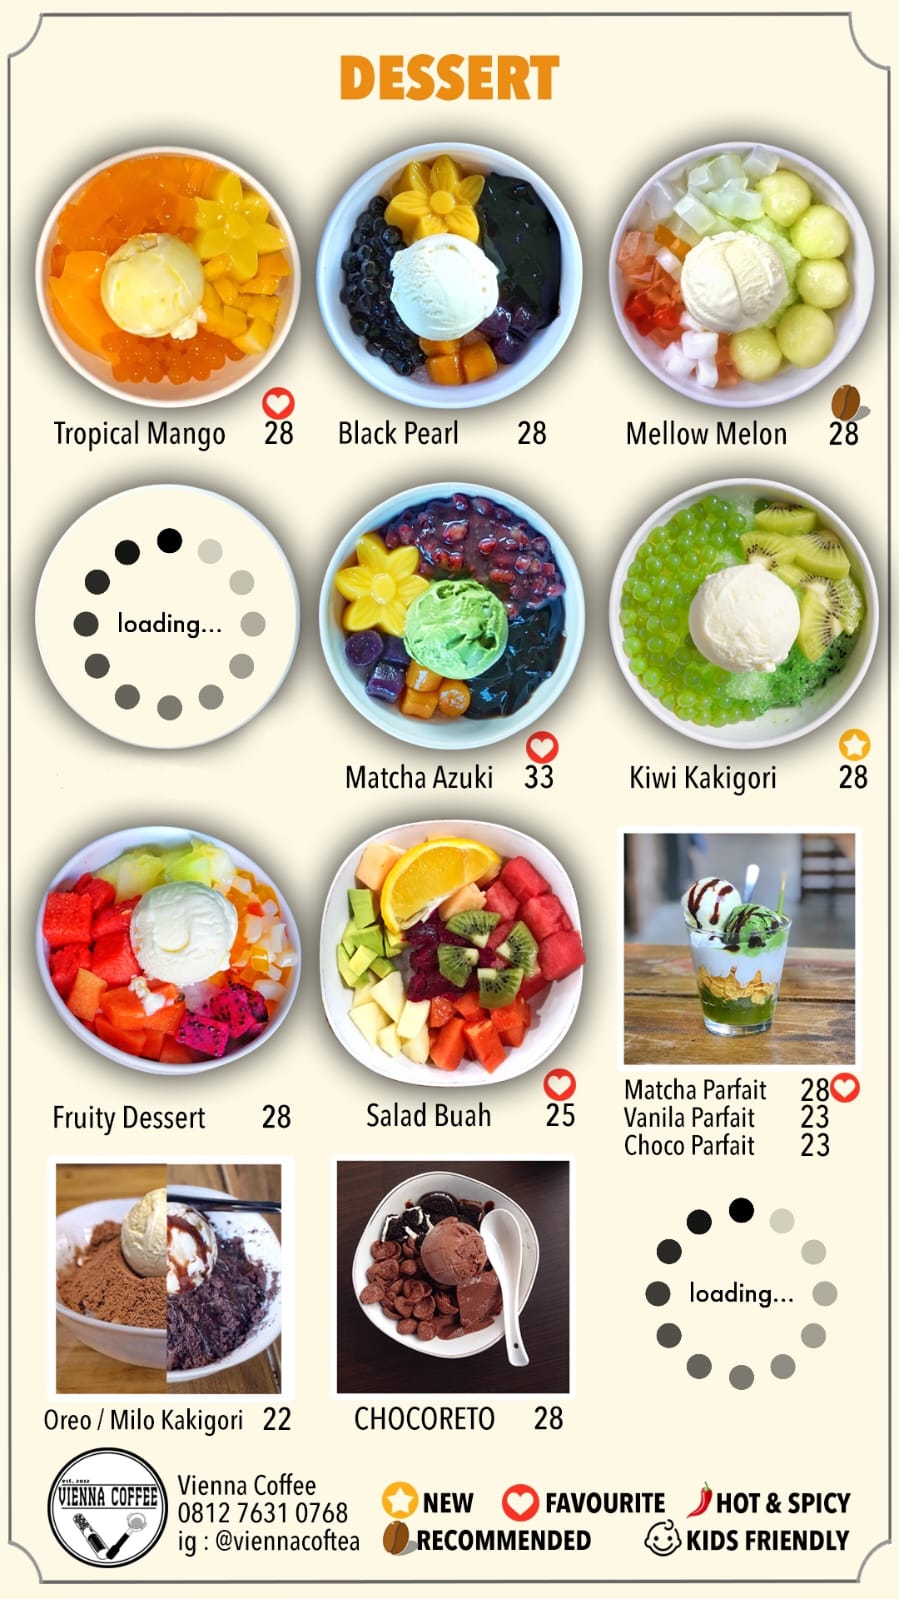 DESSERT
Tropical Mango 28
Black Pearl 28
Mellow Melon 28
loading...
Matcha Azuki 33
Kiwi Kakigori 28
Fruity Dessert 28
Salad Buah 25
Matcha Parfait 28
Vanila Parfait 23
Choco Parfait 23
Oreo / Milo Kakigori 22
CHOCORETO 28
loading...
est. 2012
VIENNA COFFEE
Vienna Coffee
0812 7631 0768
ig : @viennacoftea
NEW
FAVOURITE
HOT & SPICY
RECOMMENDED
KIDS FRIENDLY